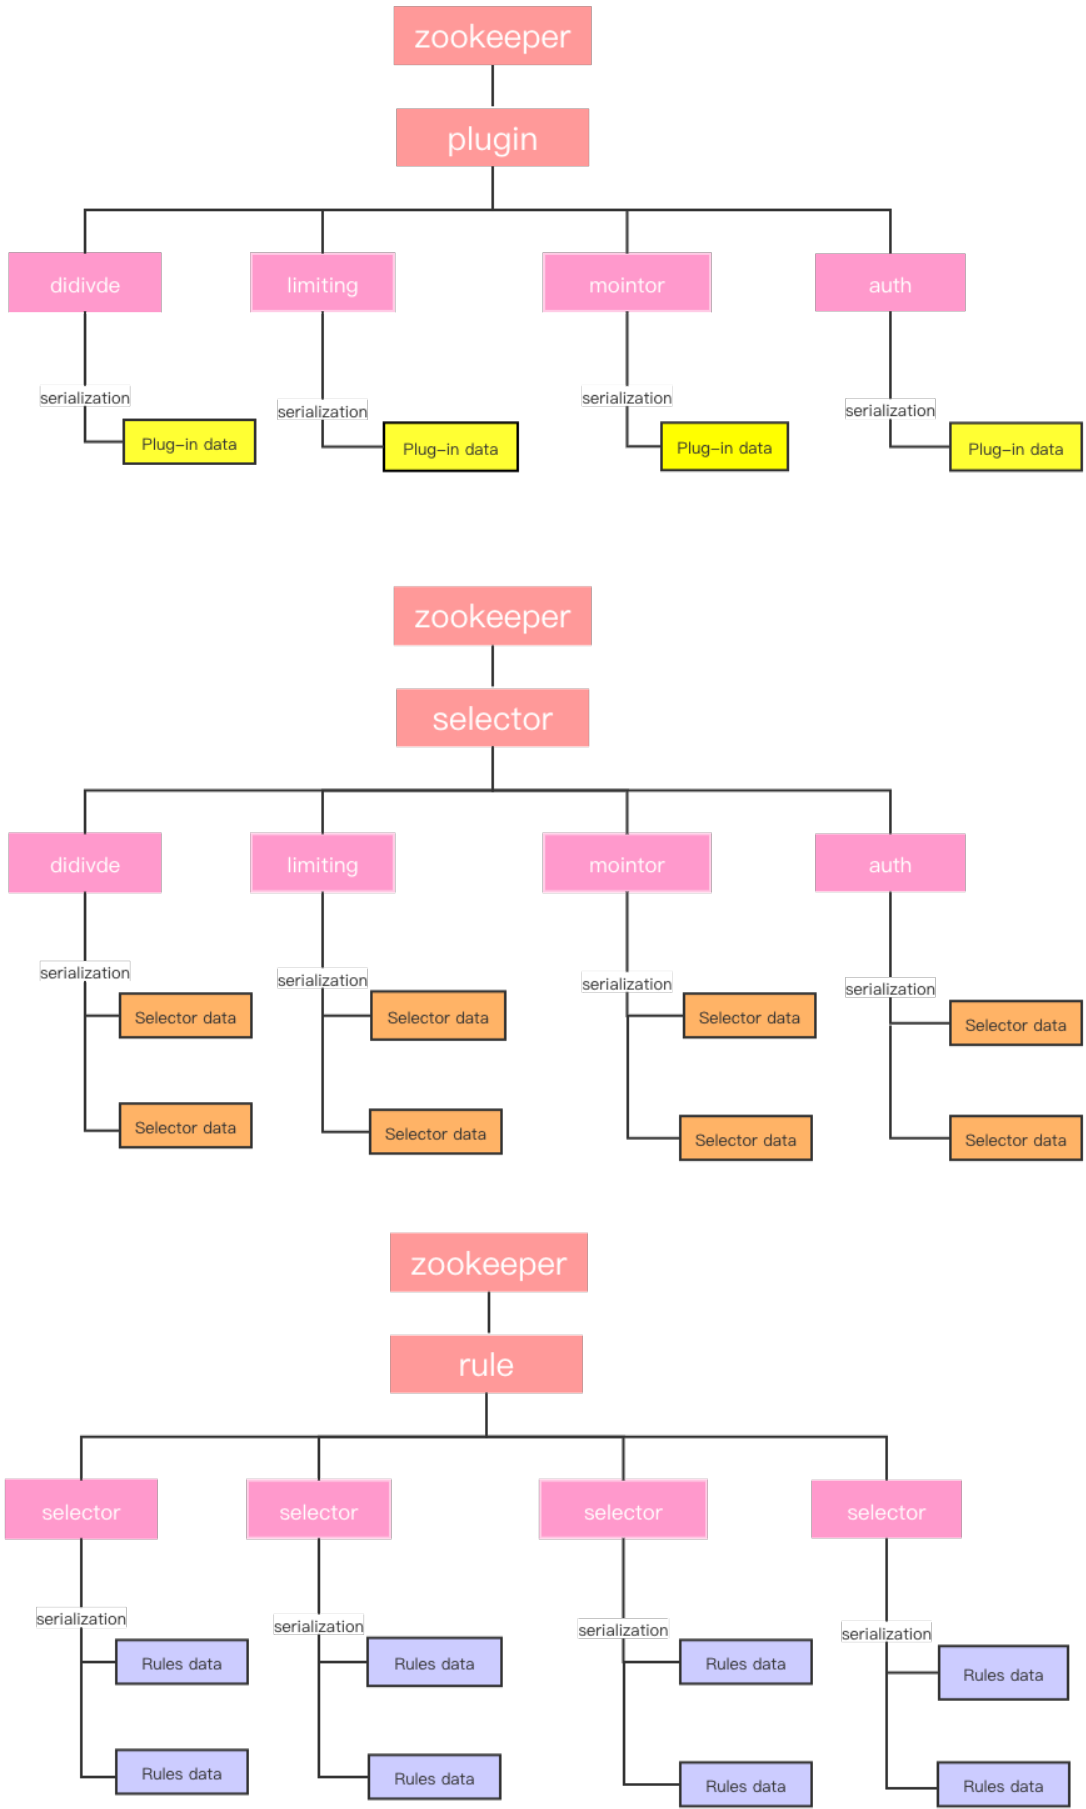 zookeeper
plugin
didivde
limiting
mointor
auth
serialization
serialization
serialization
serialization
Plug-in data
Plug-in data
Plug-in data
Plug-in data
zookeeper
selector
didivde
limiting
mointor
auth
serialization
serialization
serialization
serialization
Selector data
Selector data
Selector data
Selector data
Selector data
Selector data
Selector data
Selector data
zookeeper
rule
selector
selector
selector
selector
serialization
serialization
serialization
serialization
Rules data
Rules data
Rules data
Rules data
Rules data
Rules data
Rules data
Rules data